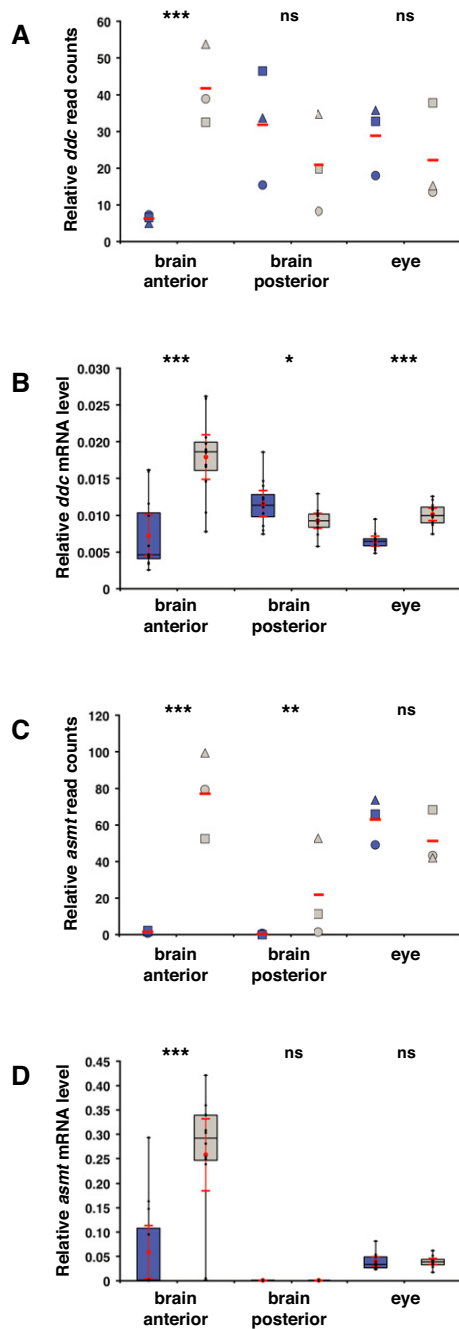 A
Relative ddc read counts
*** ns ns
60
50
40
30
20
10
0
brain anterior
brain posterior
eye
B
Relative ddc mRNA level
*** * ***
0.030
0.025
0.020
0.015
0.010
0.005
0
brain anterior
brain posterior
eye
C
Relative asmt read counts
*** ** ns
120
100
80
60
40
20
0
brain anterior
brain posterior
eye
D
Relative asmt mRNA level
*** ns ns
0.45
0.40
0.35
0.30
0.25
0.20
0.15
0.10
0.05
0
brain anterior
brain posterior
eye